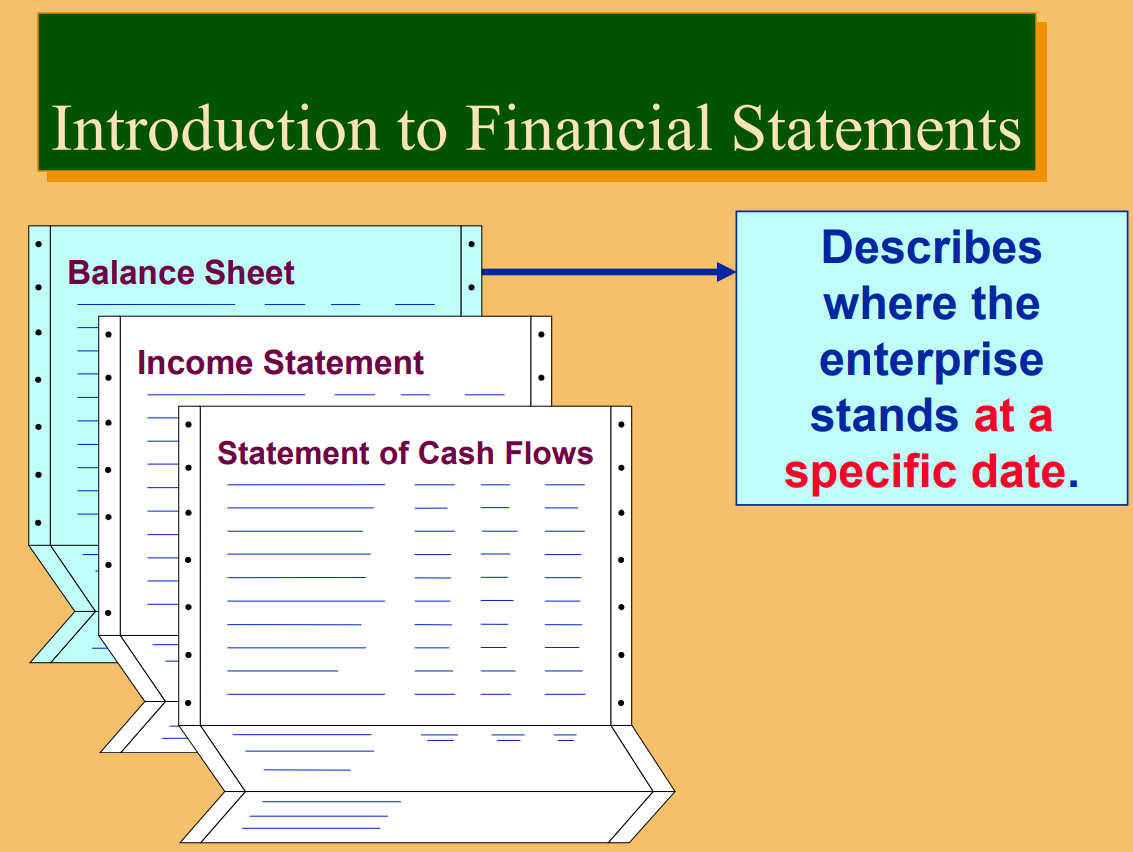 Introduction to Financial Statements
Balance Sheet
Income Statement
Statement of Cash Flows
Describes
where the
enterprise
stands at a
specific date.